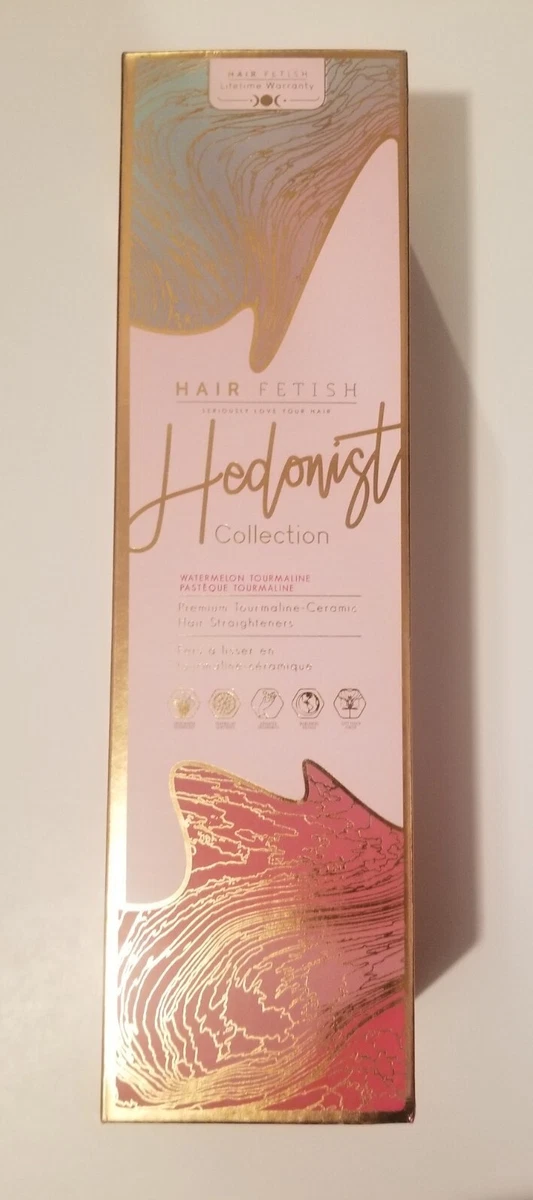 HAIR FETISH
Lifetime Warranty
HAIR FETISH
SERIOUSLY LOVE YOUR HAIR
Hedonist
Collection
WATERMELON TOURMALINE
PASTÈQUE TOURMALINE
Premium Tourmaline-Ceramic
Hair Straighteners
Fers à lisser en
tourmaline-céramique